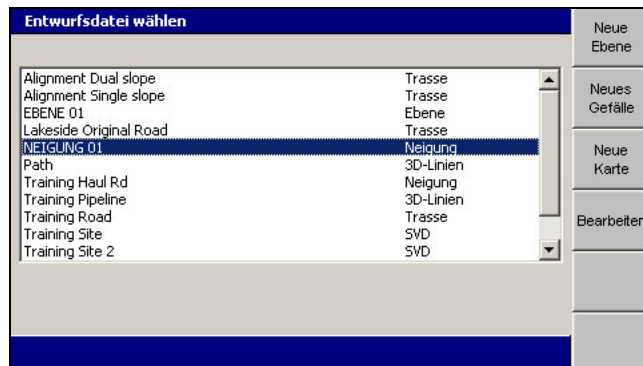 Entwurfsdatei wählen
Alignment Dual slope Trasse
Alignment Single slope Trasse
EBENE 01 Ebene
Lakeside Original Road Trasse
NEIGUNG 01 Neigung
Path 3D-Linien
Training Haul Rd Neigung
Training Pipeline 3D-Linien
Training Road Trasse
Training Site SVD
Training Site 2 SVD
Neue
Ebene
Neues
Gefälle
Neue
Karte
Bearbeiten